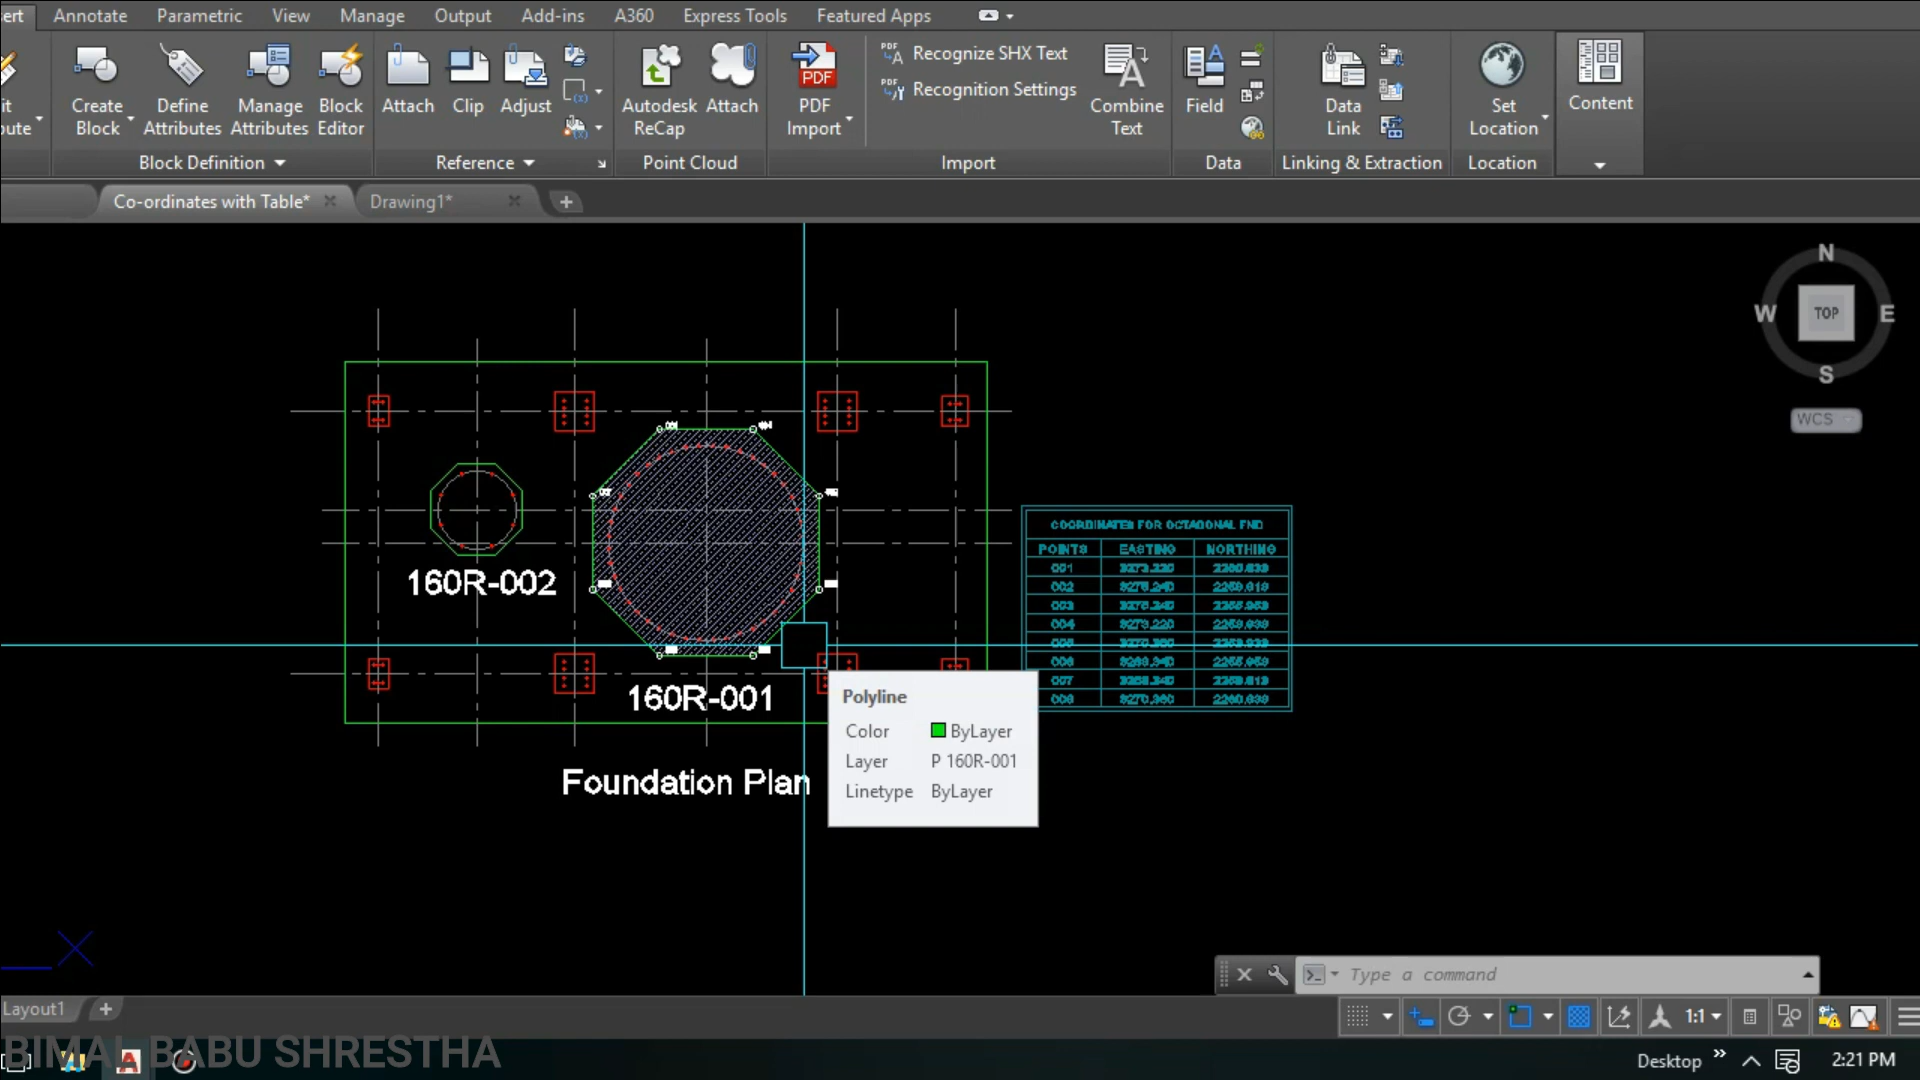 ert Annotate Parametric View Manage Output Add-ins A360 Express Tools Featured Apps
Create Block
Define Attributes
Manage Attributes
Block Editor
Attach
Clip
Adjust
Autodesk ReCap
Attach
PDF Import
Recognize SHX Text
Recognition Settings
Combine Text
Field
Data Link
Set Location
Content
Block Definition
Reference
Point Cloud
Import
Data
Linking & Extraction
Location
Co-ordinates with Table*
Drawing1*
N
W
TOP
E
S
WCS
160R-002
160R-001
Foundation Plan
COORDINATES FOR OCTAGONAL FND
POINTS EASTING NORTHING
001
002
003
004
005
006
007
008
Polyline
Color ByLayer
Layer P 160R-001
Linetype ByLayer
X
Type a command
Layout1
1:1
BIMAL BABU SHRESTHA
Desktop
2:21 PM